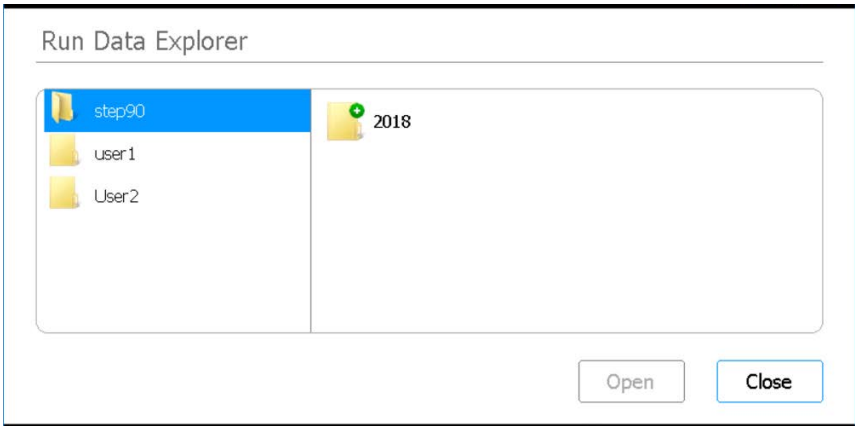 Run Data Explorer
step90
user1
User2
2018
Open
Close